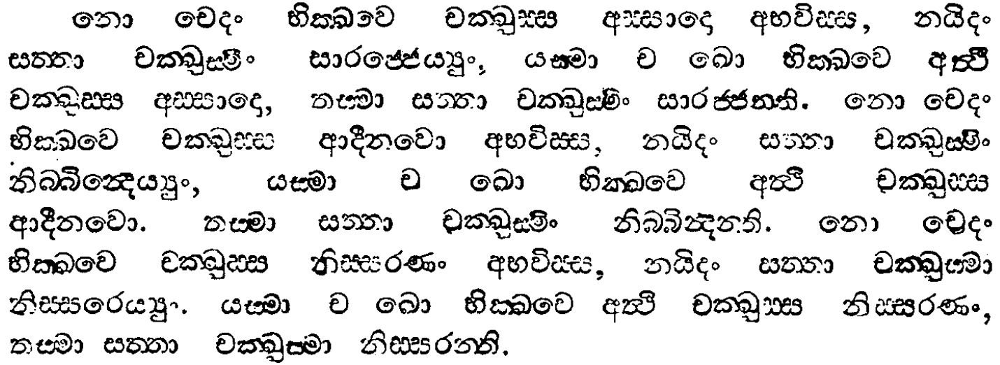 නො චෙදං භික්ඛවෙ චක්ඛුස්ස අස්සාදො අභවිස්ස, නයිදං
සත්තා චක්ඛුස්මිං සාරජ්ජෙය්‍යුං, යස්මා ච ඛො භික්ඛවෙ අත්ථි
චක්ඛුස්ස අස්සාදො, තස්මා සත්තා චක්ඛුස්මිං සාරජ්ජන්ති. නො චෙදං
භික්ඛවෙ චක්ඛුස්ස ආදීනවො අභවිස්ස, නයිදං සත්තා චක්ඛුස්මිං
නිබ්බින්දෙය්‍යුං, යස්මා ච ඛො භික්ඛවෙ අත්ථි චක්ඛුස්ස
ආදීනවො. තස්මා සත්තා චක්ඛුස්මිං නිබ්බින්දන්ති. නො චෙදං
භික්ඛවෙ චක්ඛුස්ස නිස්සරණං අභවිස්ස, නයිදං සත්තා චක්ඛුස්මා
නිස්සරෙය්‍යුං. යස්මා ච ඛො භික්ඛවෙ අත්ථි චක්ඛුස්ස නිස්සරණං,
තස්මා සත්තා චක්ඛුස්මා නිස්සරන්ති.